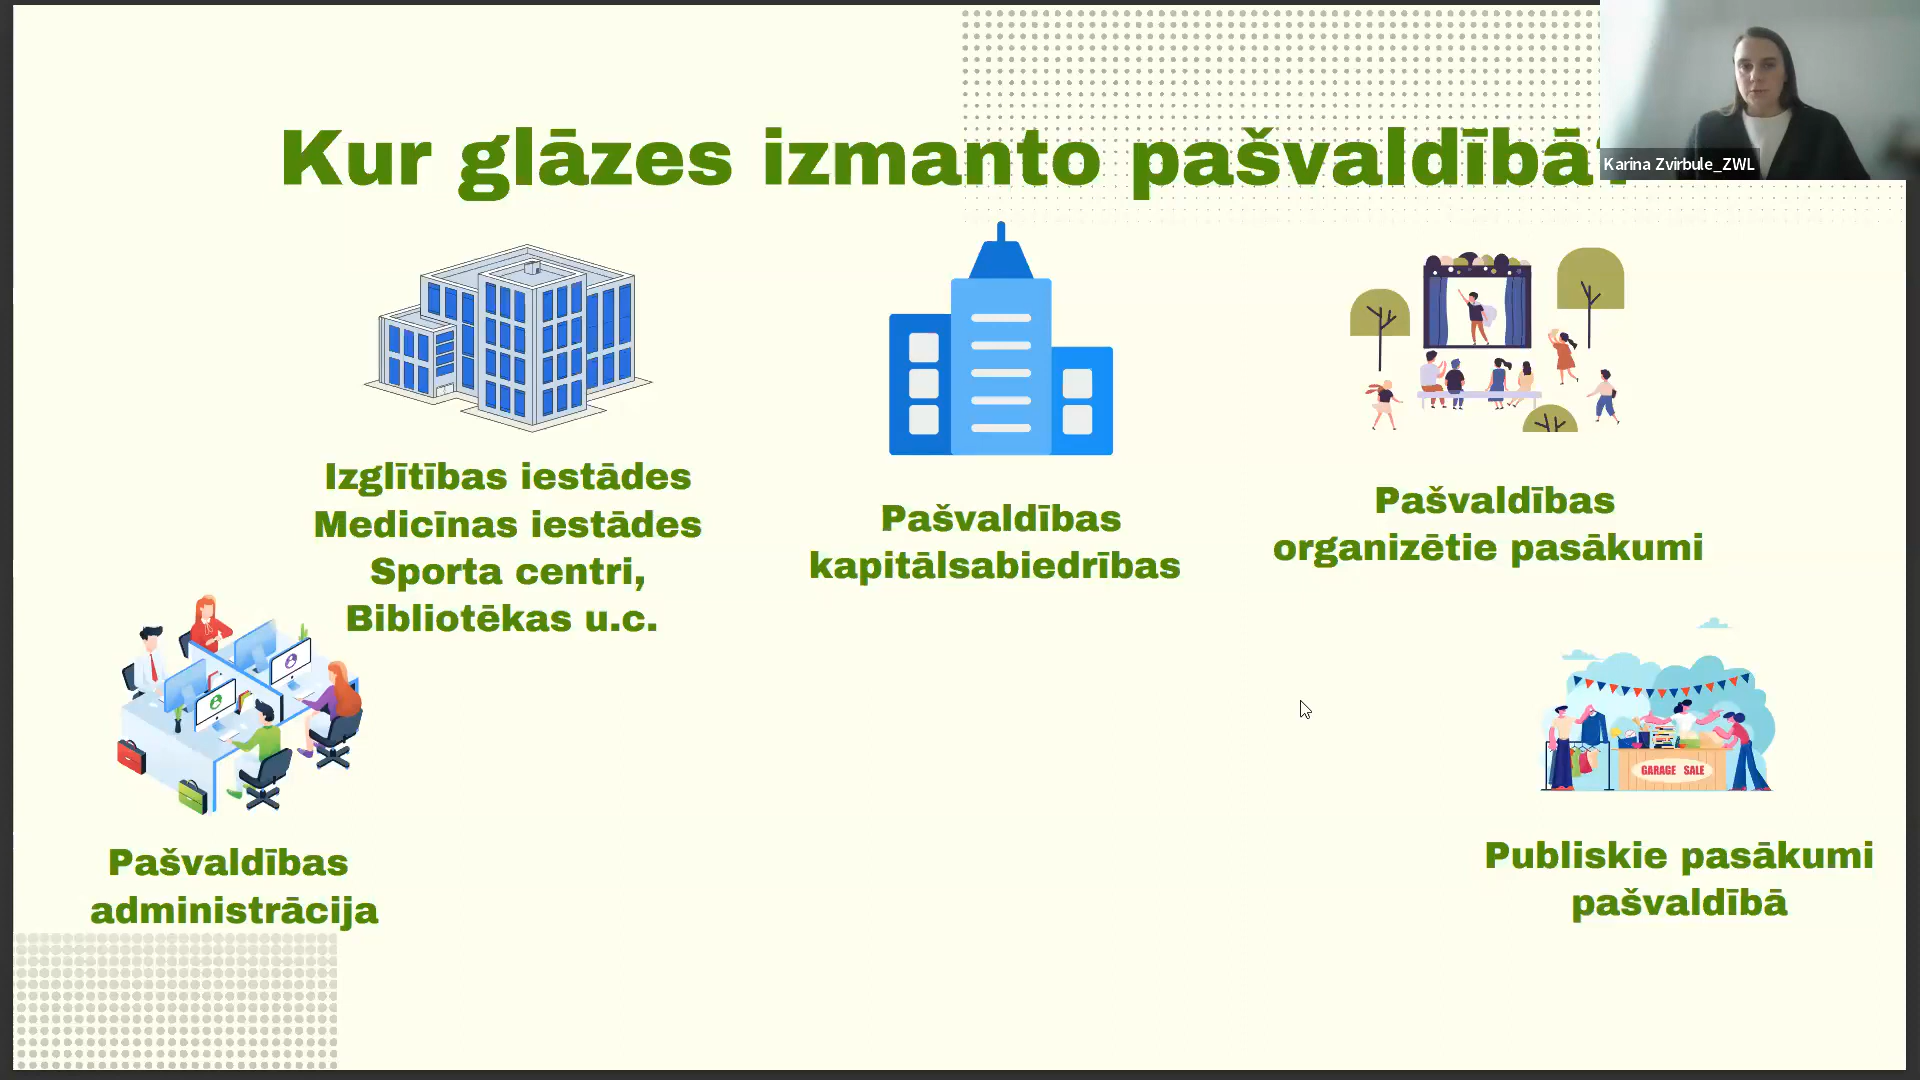 Kur glāzes izmanto pašvaldībā?
Karina Zvirbule_ZWL
Izglītības iestādes
Medicīnas iestādes
Sporta centri,
Bibliotēkas u.c.
Pašvaldības
kapitālsabiedrības
Pašvaldības
organizētie pasākumi
Pašvaldības
administrācija
GARAGE SALE
Publiskie pasākumi
pašvaldībā